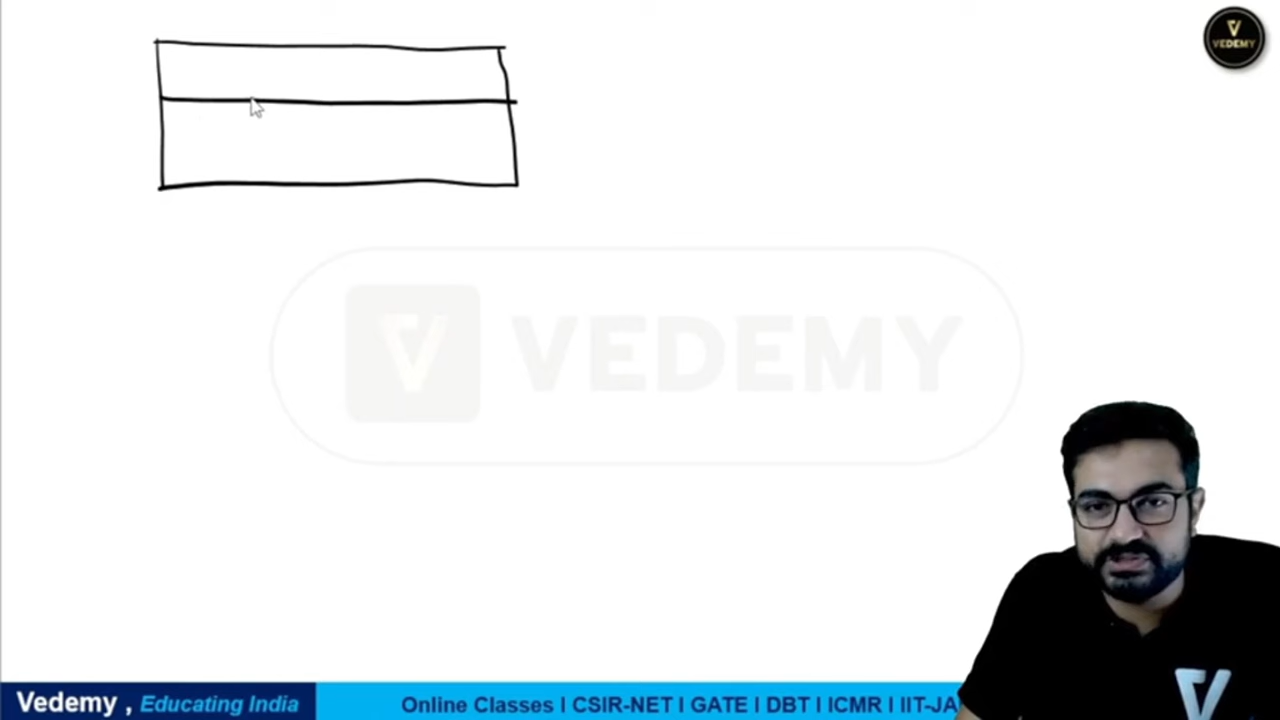 VEDEMY
VEDEMY
Vedemy , Educating India
Online Classes I CSIR-NET I GATE I DBT I ICMR I IIT-JA